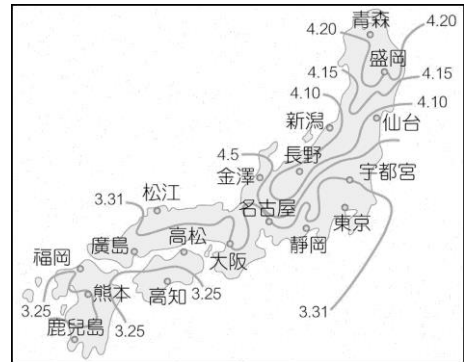 青森
4.20
4.20
盛岡
4.15
4.15
4.10
4.10
新潟
仙台
長野
4.5
金澤
宇都宮
松江
3.31
名古屋
東京
靜岡
廣島
高松
大阪
福岡
熊本
高知
3.25
3.25
3.25
3.31
鹿兒島